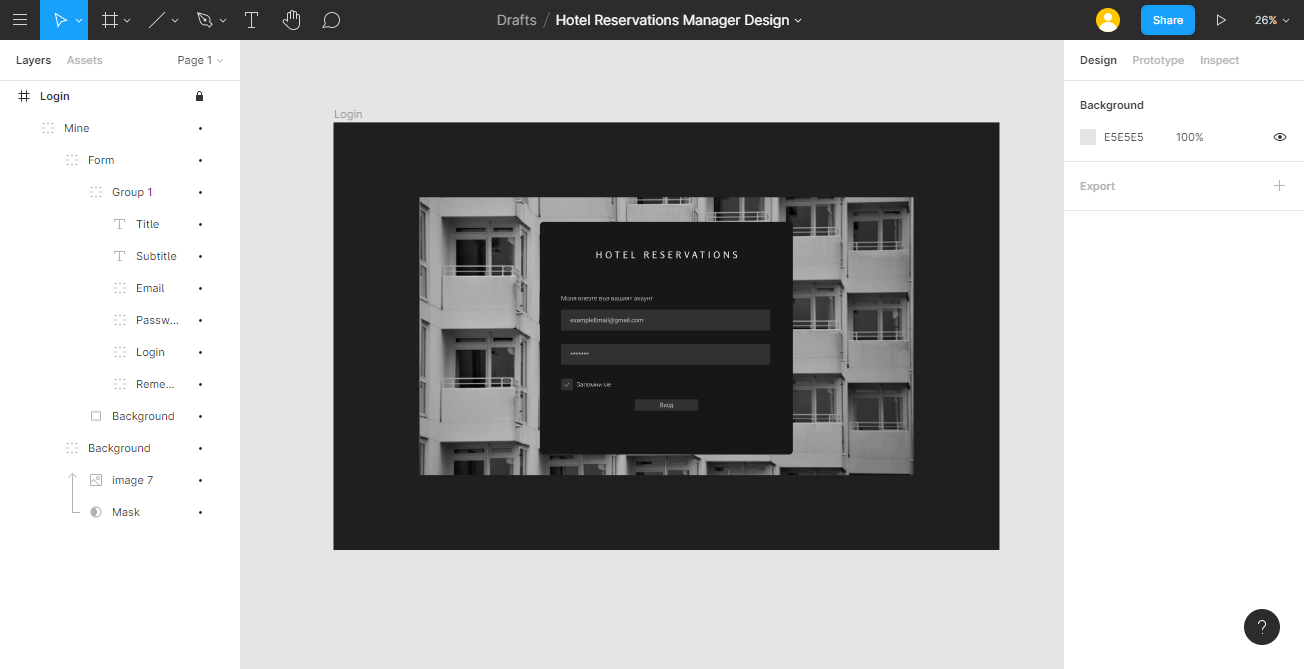 Drafts / Hotel Reservations Manager Design
Share
26%
Layers Assets Page 1
Login
Mine
Form
Group 1
Title
Subtitle
Email
Passw...
Login
Reme...
Background
Background
image 7
Mask
Login
HOTEL RESERVATIONS
Моля влезте във вашият акаунт
exampleEmail@gmail.com
*******
Запомни ме
Вход
Design Prototype Inspect
Background
E5E5E5 100%
Export
?